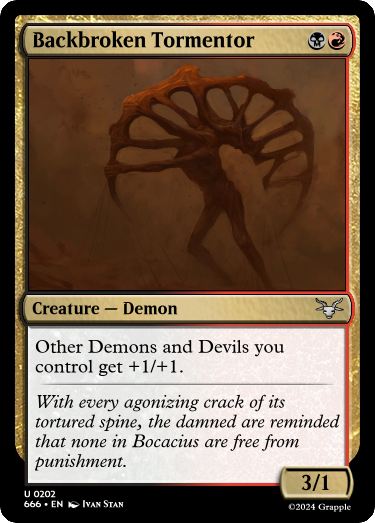 Backbroken Tormentor
Creature — Demon
Other Demons and Devils you
control get +1/+1.
With every agonizing crack of its
tortured spine, the damned are reminded
that none in Bocacius are free from
punishment.
3/1
U 0202
666 • EN Ivan Stan
©2024 Grapple